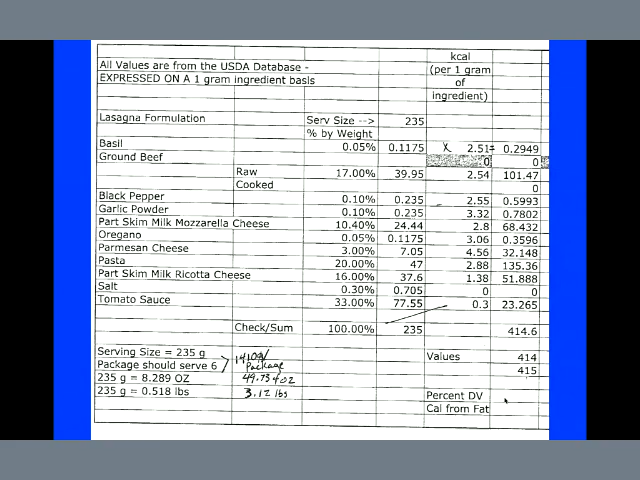 kcal
All Values are from the USDA Database - (per 1 gram
EXPRESSED ON A 1 gram ingredient basis of
ingredient)
Lasagna Formulation Serv Size --> 235
% by Weight
Basil 0.05% 0.1175 x 2.51= 0.2949
Ground Beef 0 0
Raw 17.00% 39.95 2.54 101.47
Cooked 0
Black Pepper 0.10% 0.235 2.55 0.5993
Garlic Powder 0.10% 0.235 3.32 0.7802
Part Skim Milk Mozzarella Cheese 10.40% 24.44 2.8 68.432
Oregano 0.05% 0.1175 3.06 0.3596
Parmesan Cheese 3.00% 7.05 4.56 32.148
Pasta 20.00% 47 2.88 135.36
Part Skim Milk Ricotta Cheese 16.00% 37.6 1.38 51.888
Salt 0.30% 0.705 0 0
Tomato Sauce 33.00% 77.55 0.3 23.265
Check/Sum 100.00% 235 414.6
Serving Size = 235 g 1410g/ Values 414
Package should serve 6 Package 415
235 g = 8.289 OZ 49.734 oz
235 g = 0.518 lbs 3.12 lbs Percent DV
Cal from Fat